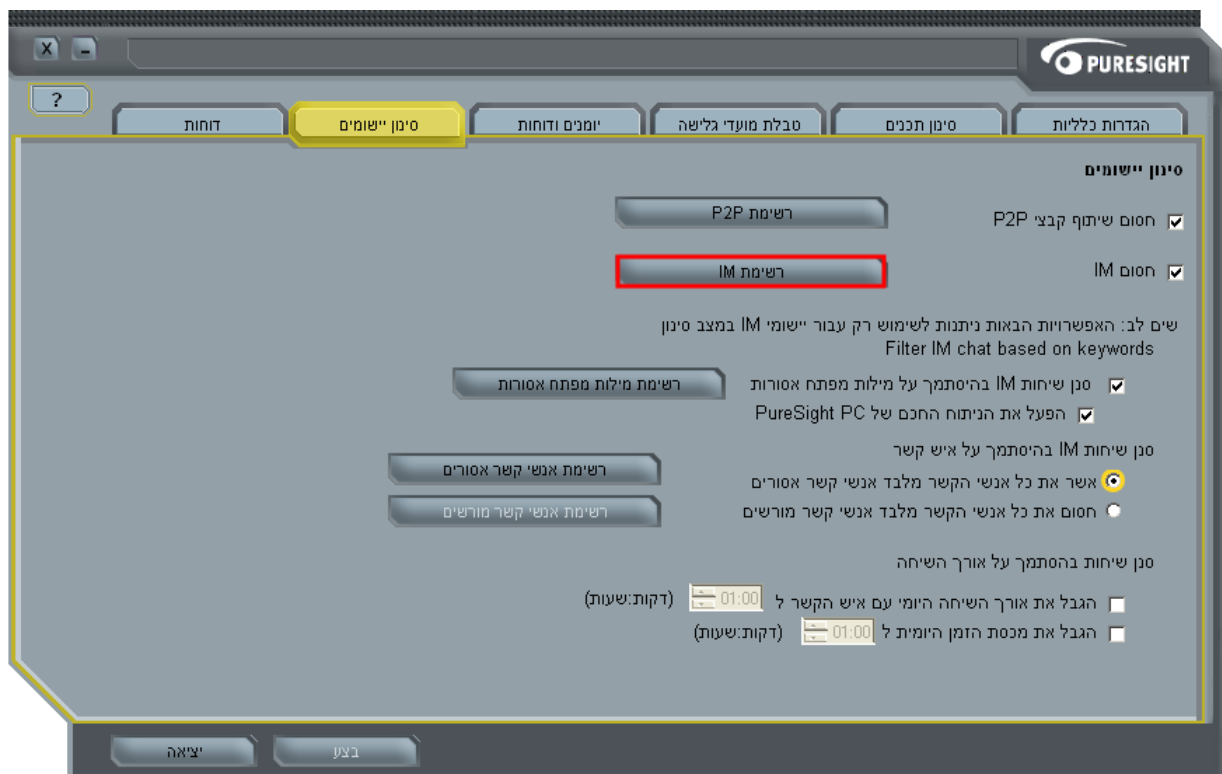 PURESIGHT
?
הגדרות כלליות
סינון תכנים
טבלת מועדי גלישה
יומנים ודוחות
סינון יישומים
דוחות
סינון יישומים
חסום שיתוף קבצי P2P
רשימת P2P
חסום IM
רשימת IM
שים לב: האפשרויות הבאות ניתנות לשימוש רק עבור יישומי IM במצב סינון
Filter IM chat based on keywords
סנן שיחות IM בהיסתמך על מילות מפתח אסורות
רשימת מילות מפתח אסורות
הפעל את הניתוח החכם של PureSight PC
סנן שיחות IM בהיסתמך על איש קשר
רשימת אנשי קשר אסורים
אשר את כל אנשי הקשר מלבד אנשי קשר אסורים
רשימת אנשי קשר מורשים
חסום את כל אנשי הקשר מלבד אנשי קשר מורשים
סנן שיחות בהסתמך על אורך השיחה
הגבל את אורך השיחה היומי עם איש הקשר ל 01:00 (דקות:שעות)
הגבל את מכסת הזמן היומית ל 01:00 (דקות:שעות)
בצע
יציאה